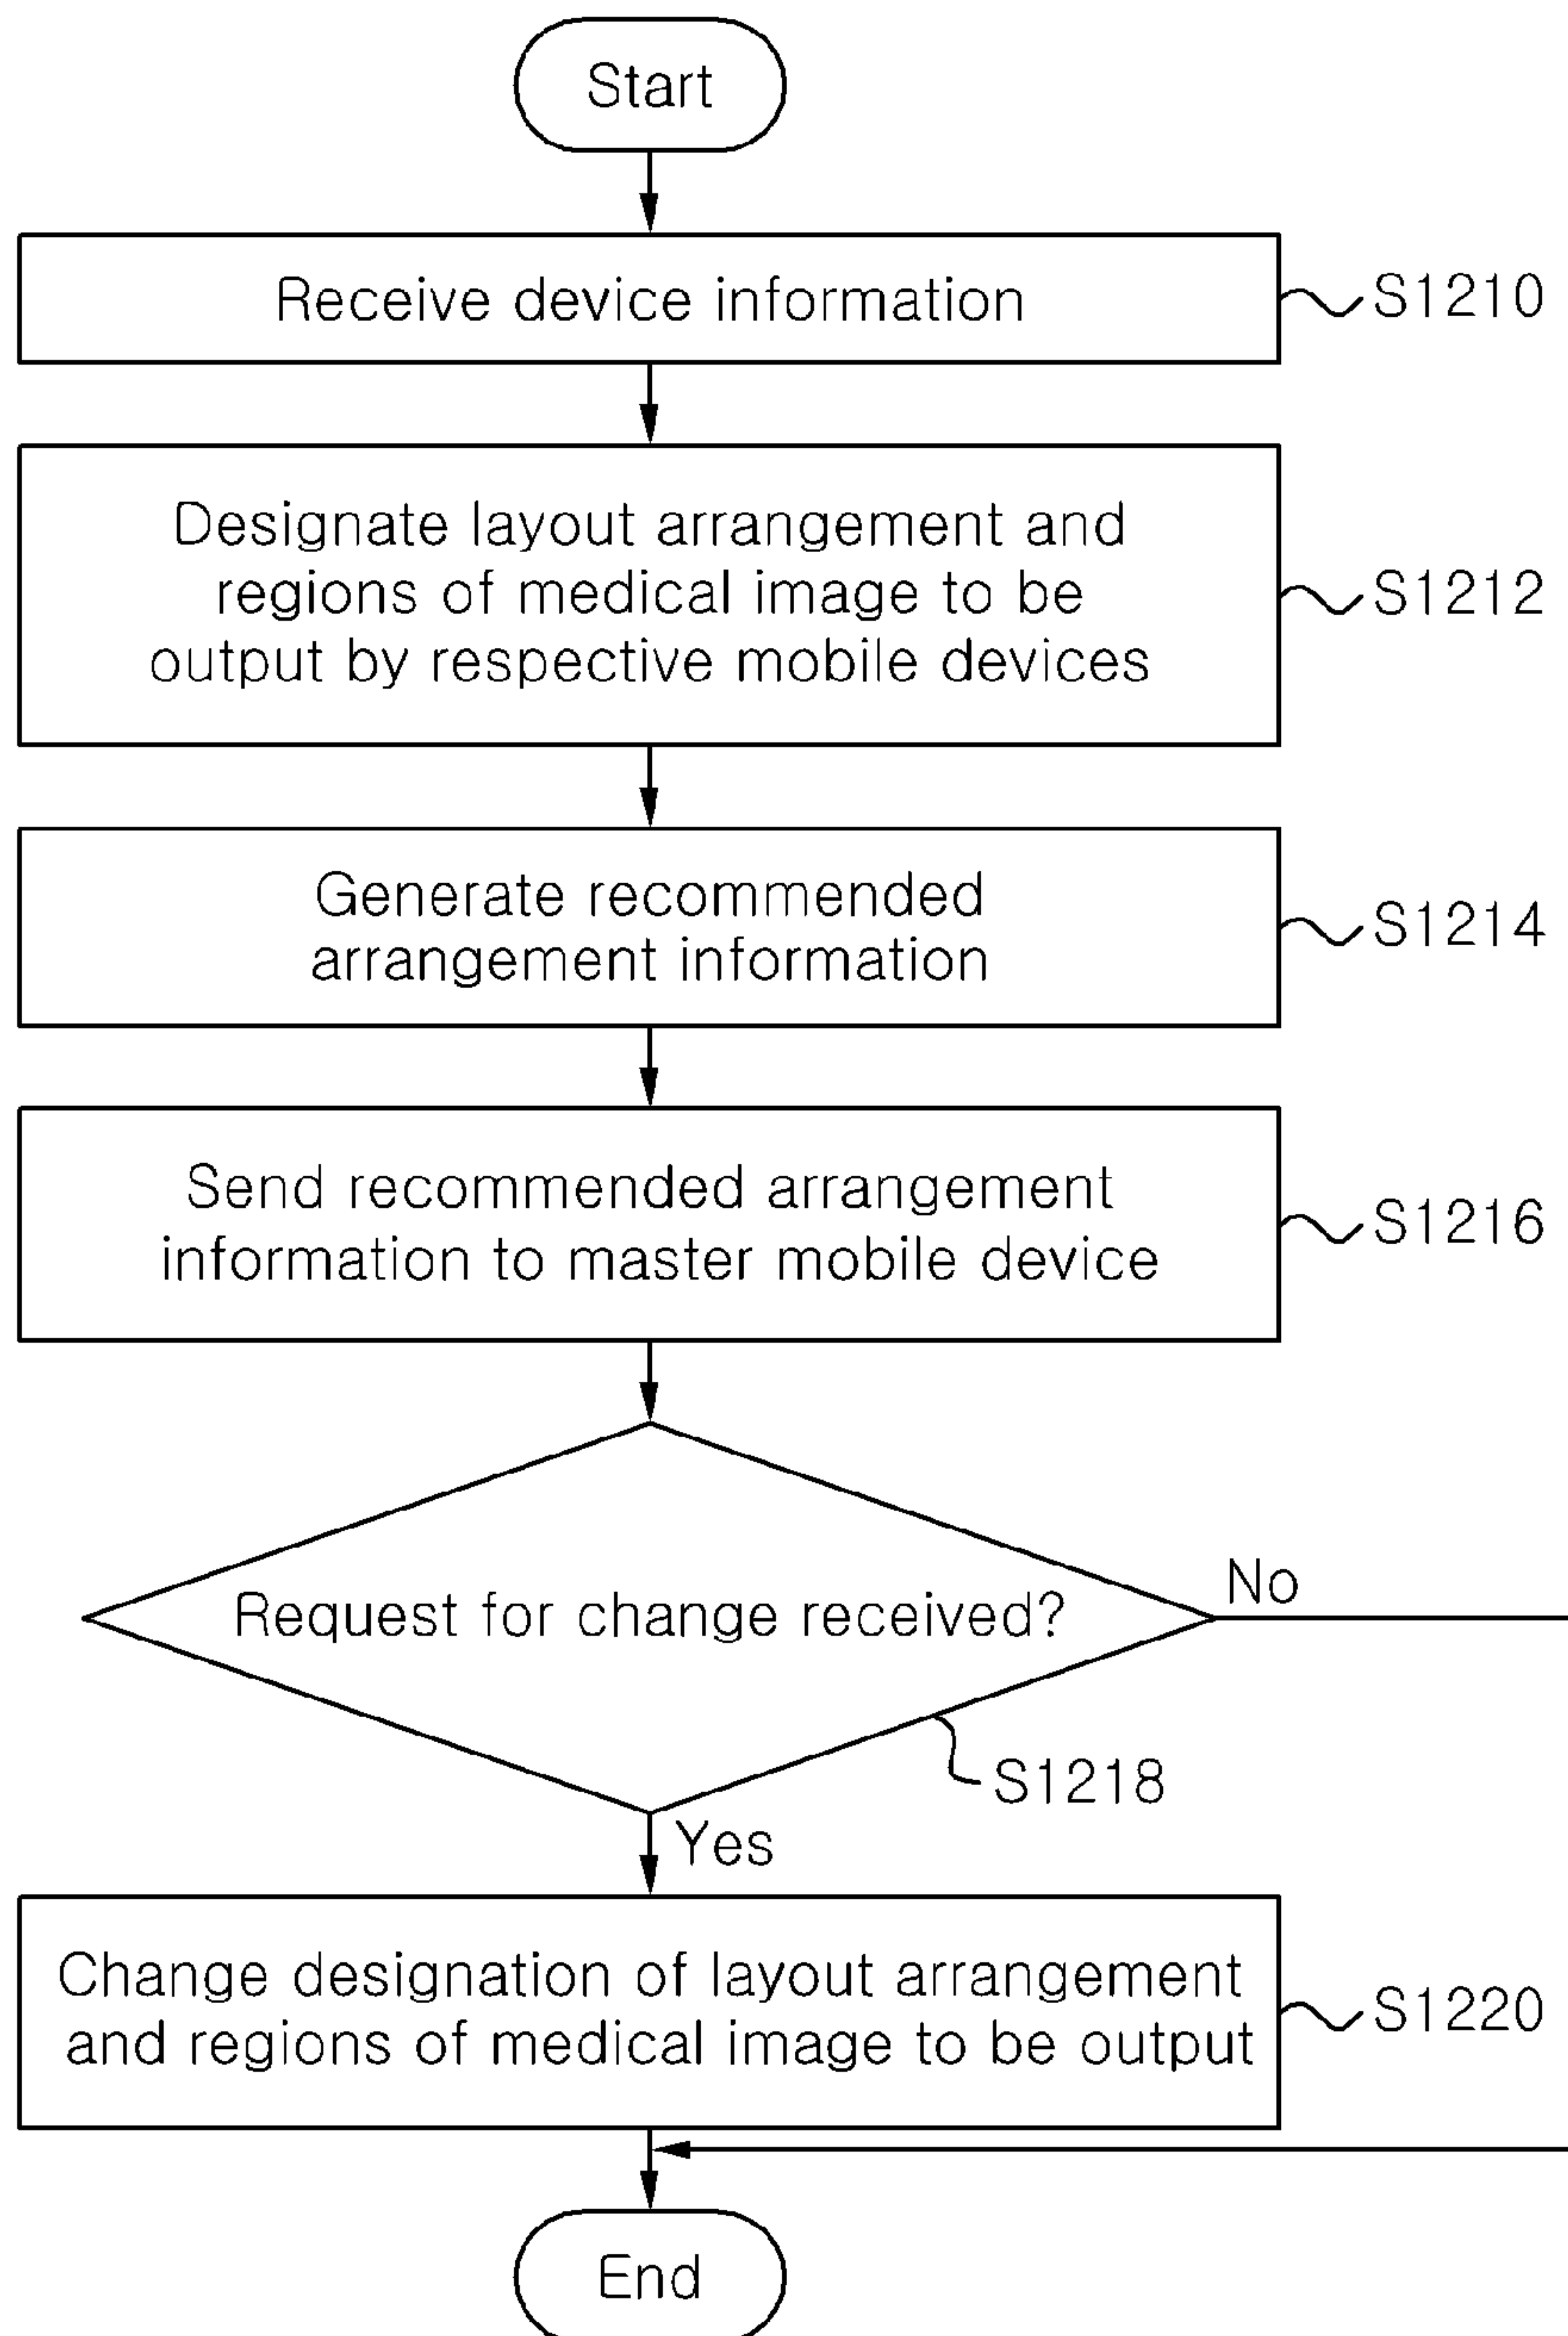 Start
Receive device information
S1210
Designate layout arrangement and
regions of medical image to be
output by respective mobile devices
S1212
Generate recommended
arrangement information
S1214
Send recommended arrangement
information to master mobile device
S1216
Request for change received?
No
S1218
Yes
Change designation of layout arrangement
and regions of medical image to be output
S1220
End